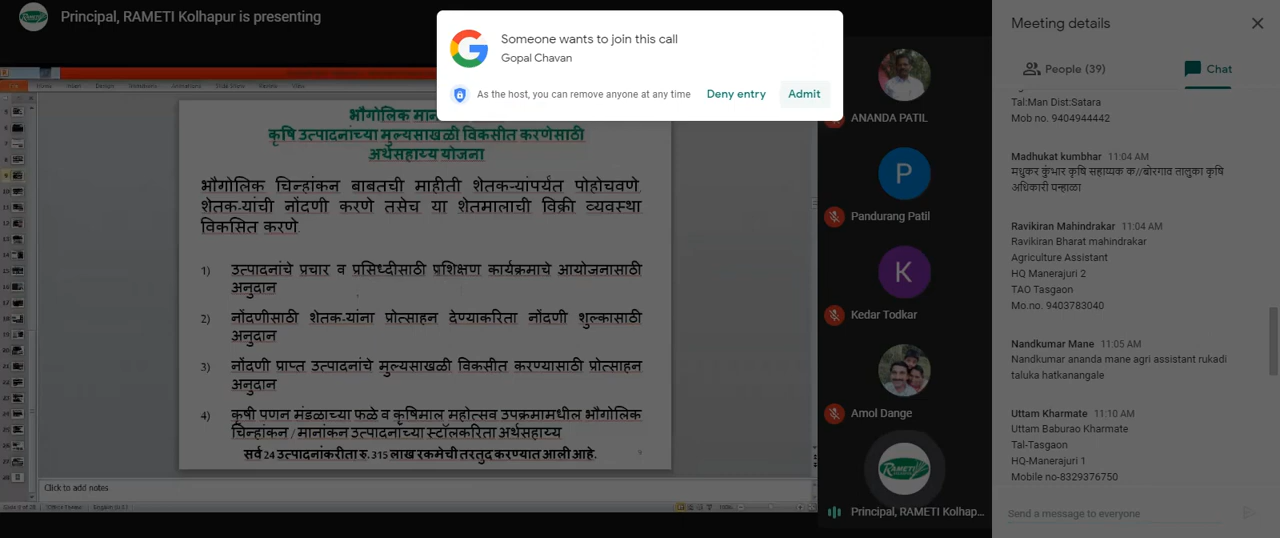 Principal, RAMETI Kolhapur is presenting
Someone wants to join this call
Gopal Chavan
As the host, you can remove anyone at any time
Deny entry
Admit
भौगोलिक
कृषि उत्पादनांच्या मुल्यसाखळी विकसीत करणेसाठी
अर्थसहाय्य योजना
भौगोलिक चिन्हांकन बाबतची माहीती शेतकऱ्यांपर्यंत पोहोचवणे,
शेतक-यांची नोंदणी करणे तसेच या शेतमालाची विक्री व्यवस्था
विकसित करणे.
1) उत्पादनांचे प्रचार व प्रसिध्दीसाठी प्रशिक्षण कार्यक्रमाचे आयोजनासाठी
अनुदान
2) नोंदणीसाठी शेतक-यांना प्रोत्साहन देण्याकरिता नोंदणी शुल्कासाठी
अनुदान
3) नोंदणी प्राप्त उत्पादनांचे मुल्यसाखळी विकसीत करण्यासाठी प्रोत्साहन
अनुदान
4) कृषी पणन मंडळाच्या फळे व कृषिमाल महोत्सव उपक्रमामधील भौगोलिक
चिन्हांकन / मानांकन उत्पादनांच्या स्टॉलकरिता अर्थसहाय्य
सर्व 24 उत्पादनांकरीता रु. 315 लाख रकमेची तरतुद करण्यात आली आहे.
Click to add notes
ANANDA PATIL
P
Pandurang Patil
K
Kedar Todkar
Amol Dange
RAMETI
Principal, RAMETI Kolhap...
Meeting details
People (39)
Chat
Tal:Man Dist:Satara
Mob no. 9404944442
Madhukat kumbhar 11:04 AM
मधुकर कुंभार कृषि सहाय्यक क//बोरगाव तालुका कृषि
अधिकारी पन्हाळा
Ravikiran Mahindrakar 11:04 AM
Ravikiran Bharat mahindrakar
Agriculture Assistant
HQ Manerajuri 2
TAO Tasgaon
Mo.no. 9403783040
Nandkumar Mane 11:05 AM
Nandkumar ananda mane agri assistant rukadi
taluka hatkanangale
Uttam Kharmate 11:10 AM
Uttam Baburao Kharmate
Tal-Tasgaon
HQ-Manerajuri 1
Mobile no-8329376750
Send a message to everyone